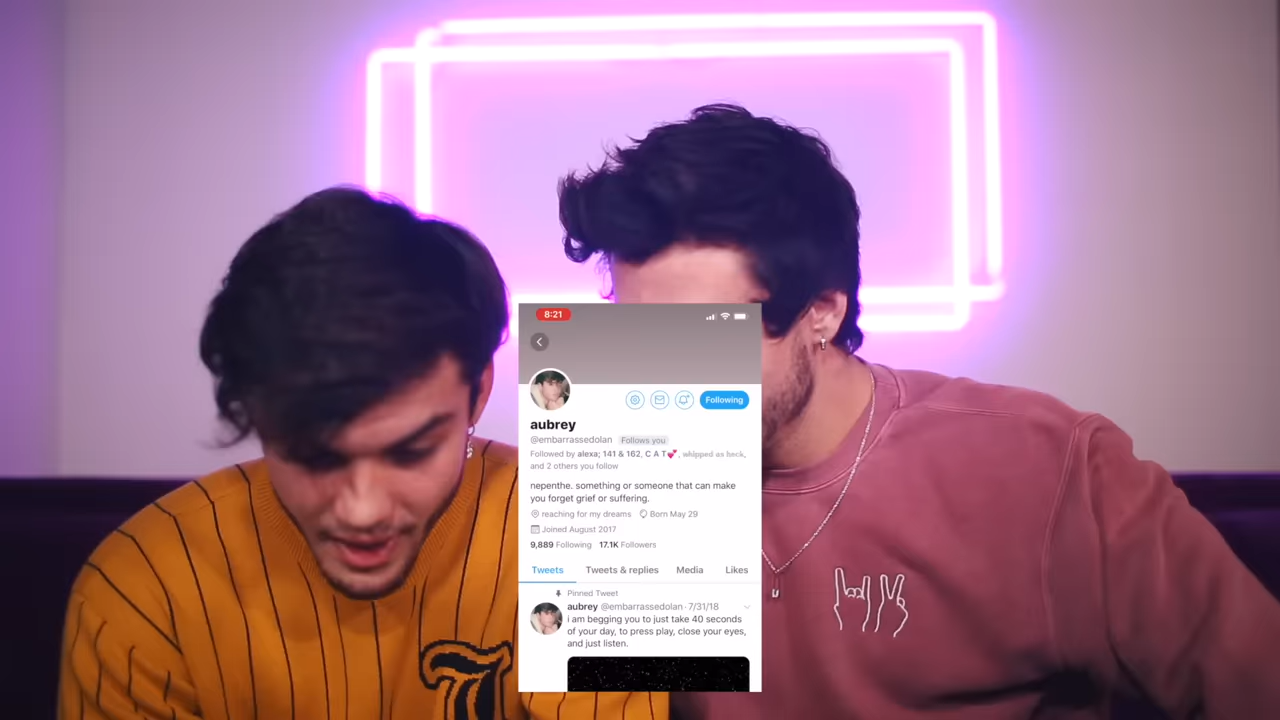 8:21
Following
aubrey
@embarrassedolan Follows you
Followed by alexa; 141 & 162, C A T💕, whipped as heck,
and 2 others you follow
nepenthe. something or someone that can make
you forget grief or suffering.
reaching for my dreams Born May 29
Joined August 2017
9,889 Following 17.1K Followers
Tweets Tweets & replies Media Likes
Pinned Tweet
aubrey @embarrassedolan · 7/31/18
i am begging you to just take 40 seconds
of your day, to press play, close your eyes,
and just listen.